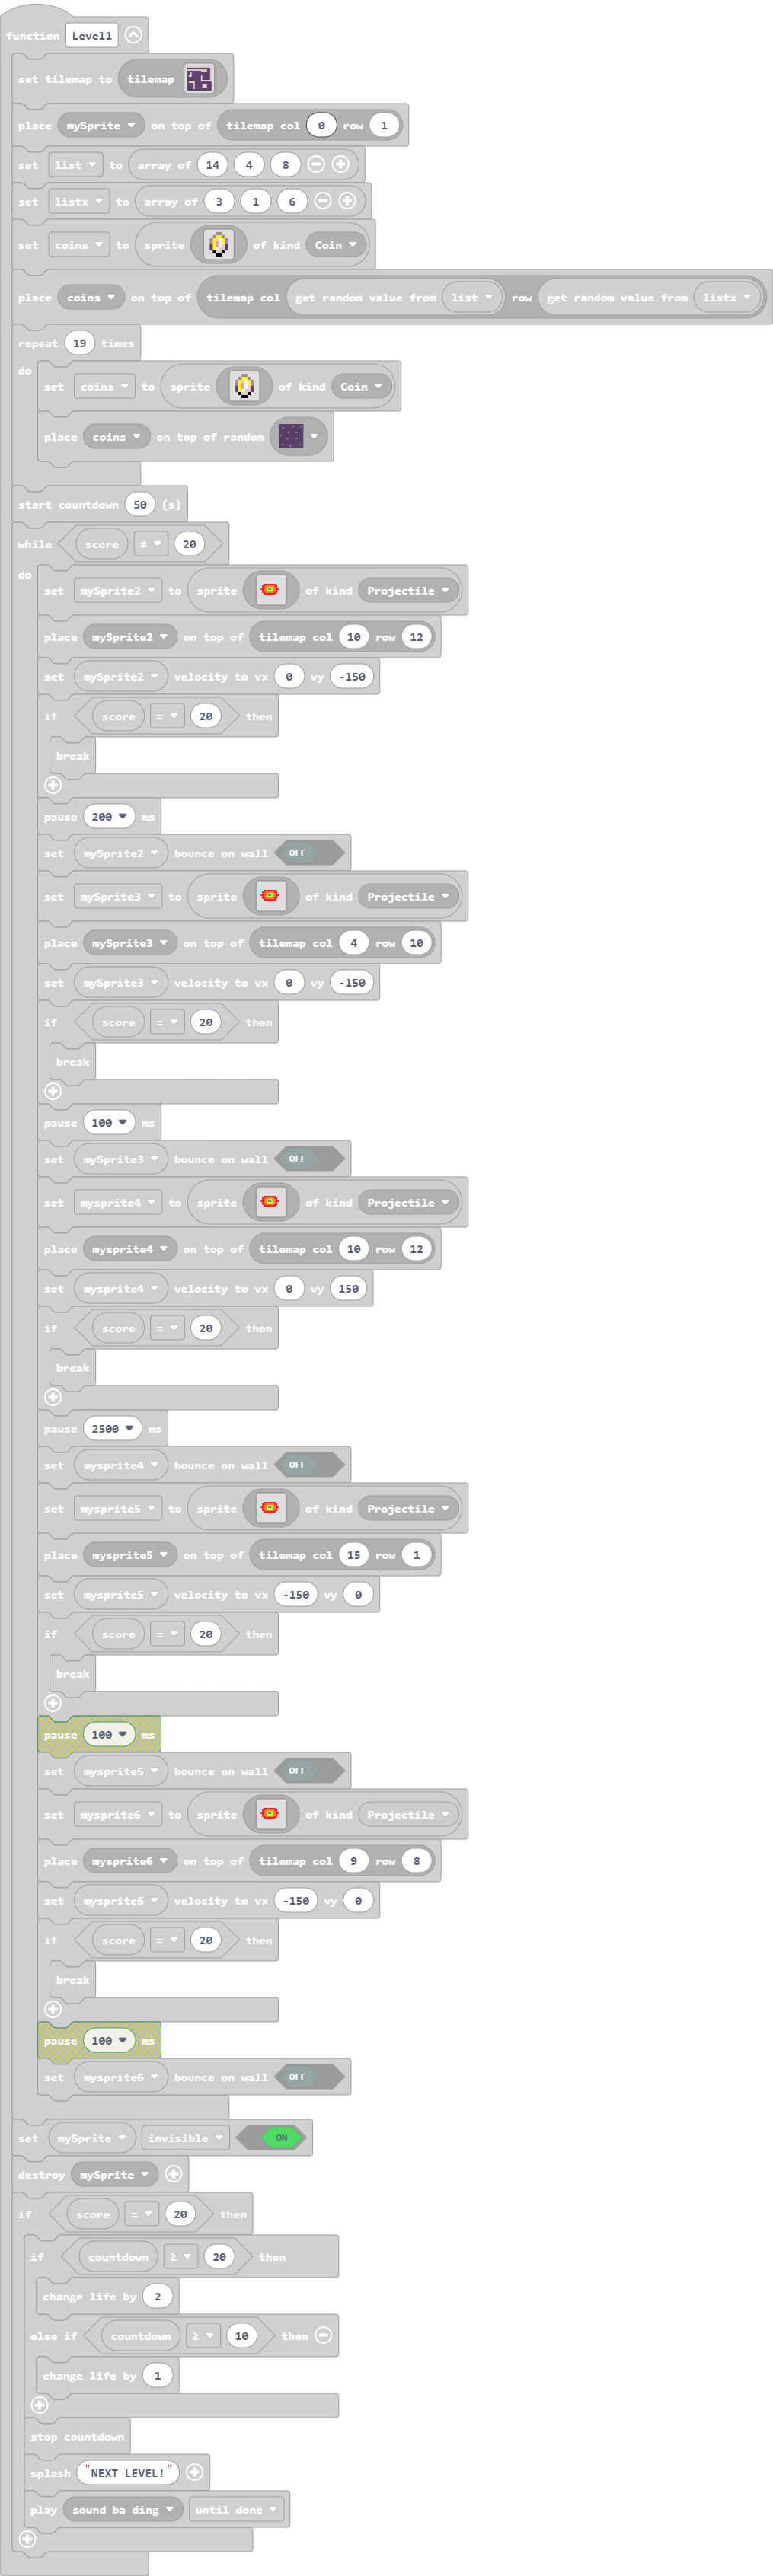 function Level1
set tilemap to tilemap
place mySprite on top of tilemap col 0 row 1
set list to array of 14 4 8
set listx to array of 3 1 6
set coins to sprite of kind Coin
place coins on top of tilemap col get random value from list row get random value from listx
repeat 19 times
do
set coins to sprite of kind Coin
place coins on top of random
start countdown 50 (s)
while score ≠ 20
do
set mySprite2 to sprite of kind Projectile
place mySprite2 on top of tilemap col 10 row 12
set mySprite2 velocity to vx 0 vy -150
if score = 20 then
break
pause 200 ms
set mySprite2 bounce on wall OFF
set mySprite3 to sprite of kind Projectile
place mySprite3 on top of tilemap col 4 row 10
set mySprite3 velocity to vx 0 vy -150
if score = 20 then
break
pause 100 ms
set mySprite3 bounce on wall OFF
set mysprite4 to sprite of kind Projectile
place mysprite4 on top of tilemap col 10 row 12
set mysprite4 velocity to vx 0 vy 150
if score = 20 then
break
pause 2500 ms
set mysprite4 bounce on wall OFF
set mysprite5 to sprite of kind Projectile
place mysprite5 on top of tilemap col 15 row 1
set mysprite5 velocity to vx -150 vy 0
if score = 20 then
break
pause 100 ms
set mysprite5 bounce on wall OFF
set mysprite6 to sprite of kind Projectile
place mysprite6 on top of tilemap col 9 row 8
set mysprite6 velocity to vx -150 vy 0
if score = 20 then
break
pause 100 ms
set mysprite6 bounce on wall OFF
set mySprite invisible ON
destroy mySprite
if score = 20 then
if countdown ≥ 20 then
change life by 2
else if countdown ≥ 10 then
change life by 1
stop countdown
splash "NEXT LEVEL!"
play sound ba ding until done